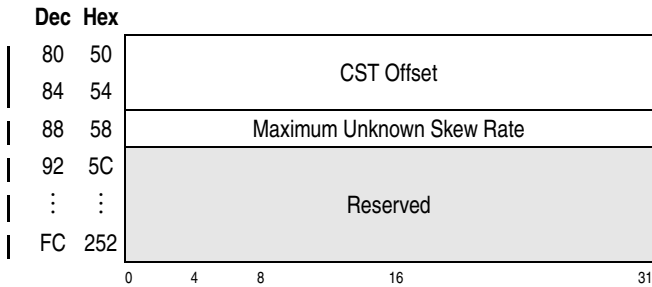 Dec Hex
80 50
CST Offset
84 54
88 58 Maximum Unknown Skew Rate
92 5C
⋮ ⋮ Reserved
FC 252
0 4 8 16 31